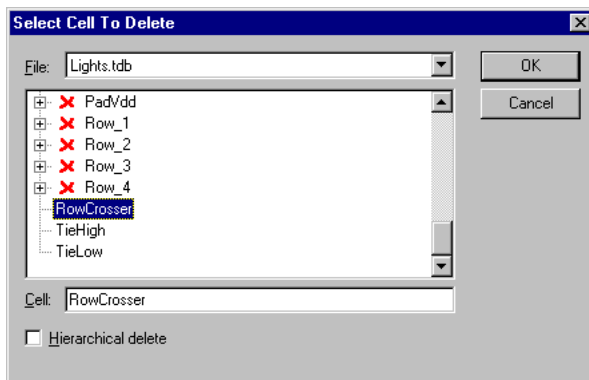 Select Cell To Delete
File: Lights.tdb
OK
Cancel
PadVdd
Row_1
Row_2
Row_3
Row_4
RowCrosser
TieHigh
TieLow
Cell: RowCrosser
Hierarchical delete